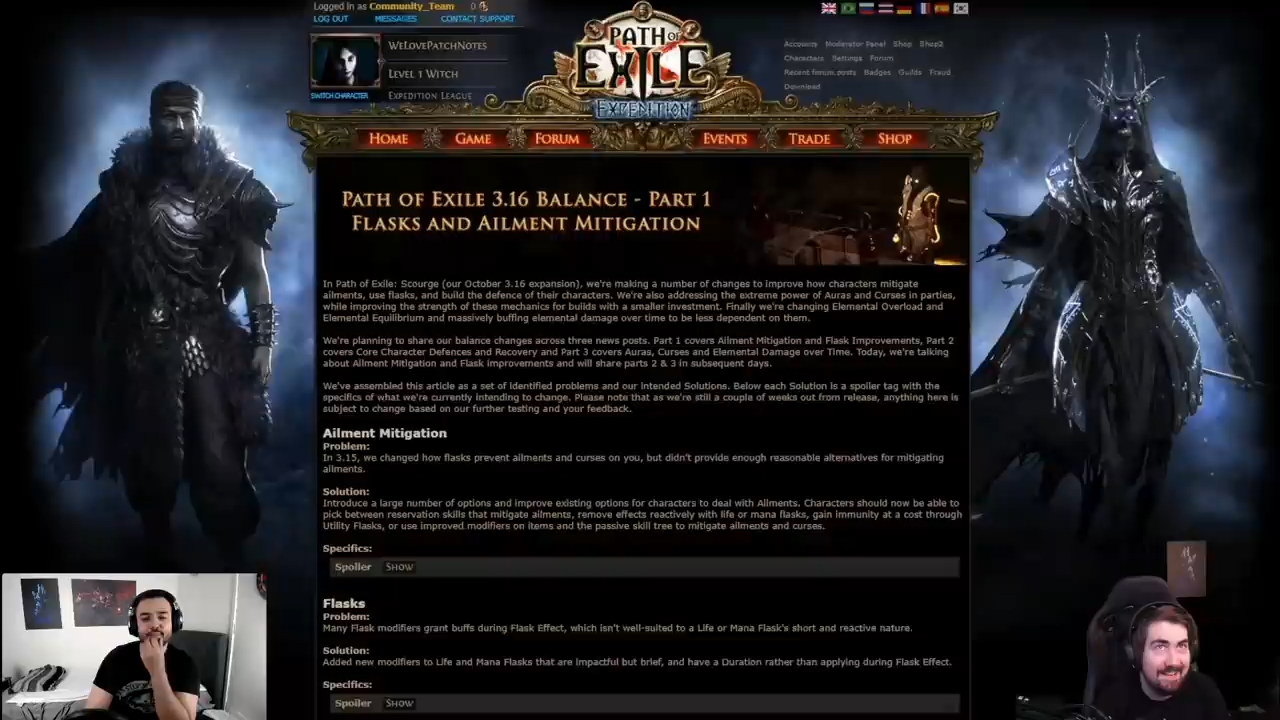 Logged in as Community_Team 0
LOG OUT MESSAGES CONTACT SUPPORT
WeLovePatchNotes
Level 1 Witch
Expedition League
SWITCH CHARACTER
PATH OF EXILE
EXPEDITION
Account Moderator Panel Shop Shop2
Characters Settings Forum
Recent forum posts Badges Guilds Fraud
Download
Home Game Forum Events Trade Shop
Path of Exile 3.16 Balance - Part 1
Flasks and Ailment Mitigation
In Path of Exile: Scourge (our October 3.16 expansion), we're making a number of changes to improve how characters mitigate
ailments, use flasks, and build the defence of their characters. We're also addressing the extreme power of Auras and Curses in parties,
while improving the strength of these mechanics for builds with a smaller investment. Finally we're changing Elemental Overload and
Elemental Equilibrium and massively buffing elemental damage over time to be less dependent on them.
We're planning to share our balance changes across three news posts. Part 1 covers Ailment Mitigation and Flask Improvements, Part 2
covers Core Character Defences and Recovery and Part 3 covers Auras, Curses and Elemental Damage over Time. Today, we're talking
about Ailment Mitigation and Flask improvements and will share parts 2 & 3 in subsequent days.
We've assembled this article as a set of identified problems and our intended Solutions. Below each Solution is a spoiler tag with the
specifics of what we're currently intending to change. Please note that as we're still a couple of weeks out from release, anything here is
subject to change based on our further testing and your feedback.
Ailment Mitigation
Problem:
In 3.15, we changed how flasks prevent ailments and curses on you, but didn't provide enough reasonable alternatives for mitigating
ailments.
Solution:
Introduce a large number of options and improve existing options for characters to deal with Ailments. Characters should now be able to
pick between reservation skills that mitigate ailments, remove effects reactively with life or mana flasks, gain immunity at a cost through
Utility Flasks, or use improved modifiers on items and the passive skill tree to mitigate ailments and curses.
Specifics:
Spoiler Show
Flasks
Problem:
Many Flask modifiers grant buffs during Flask Effect, which isn't well-suited to a Life or Mana Flask's short and reactive nature.
Solution:
Added new modifiers to Life and Mana Flasks that are impactful but brief, and have a Duration rather than applying during Flask Effect.
Specifics:
Spoiler Show